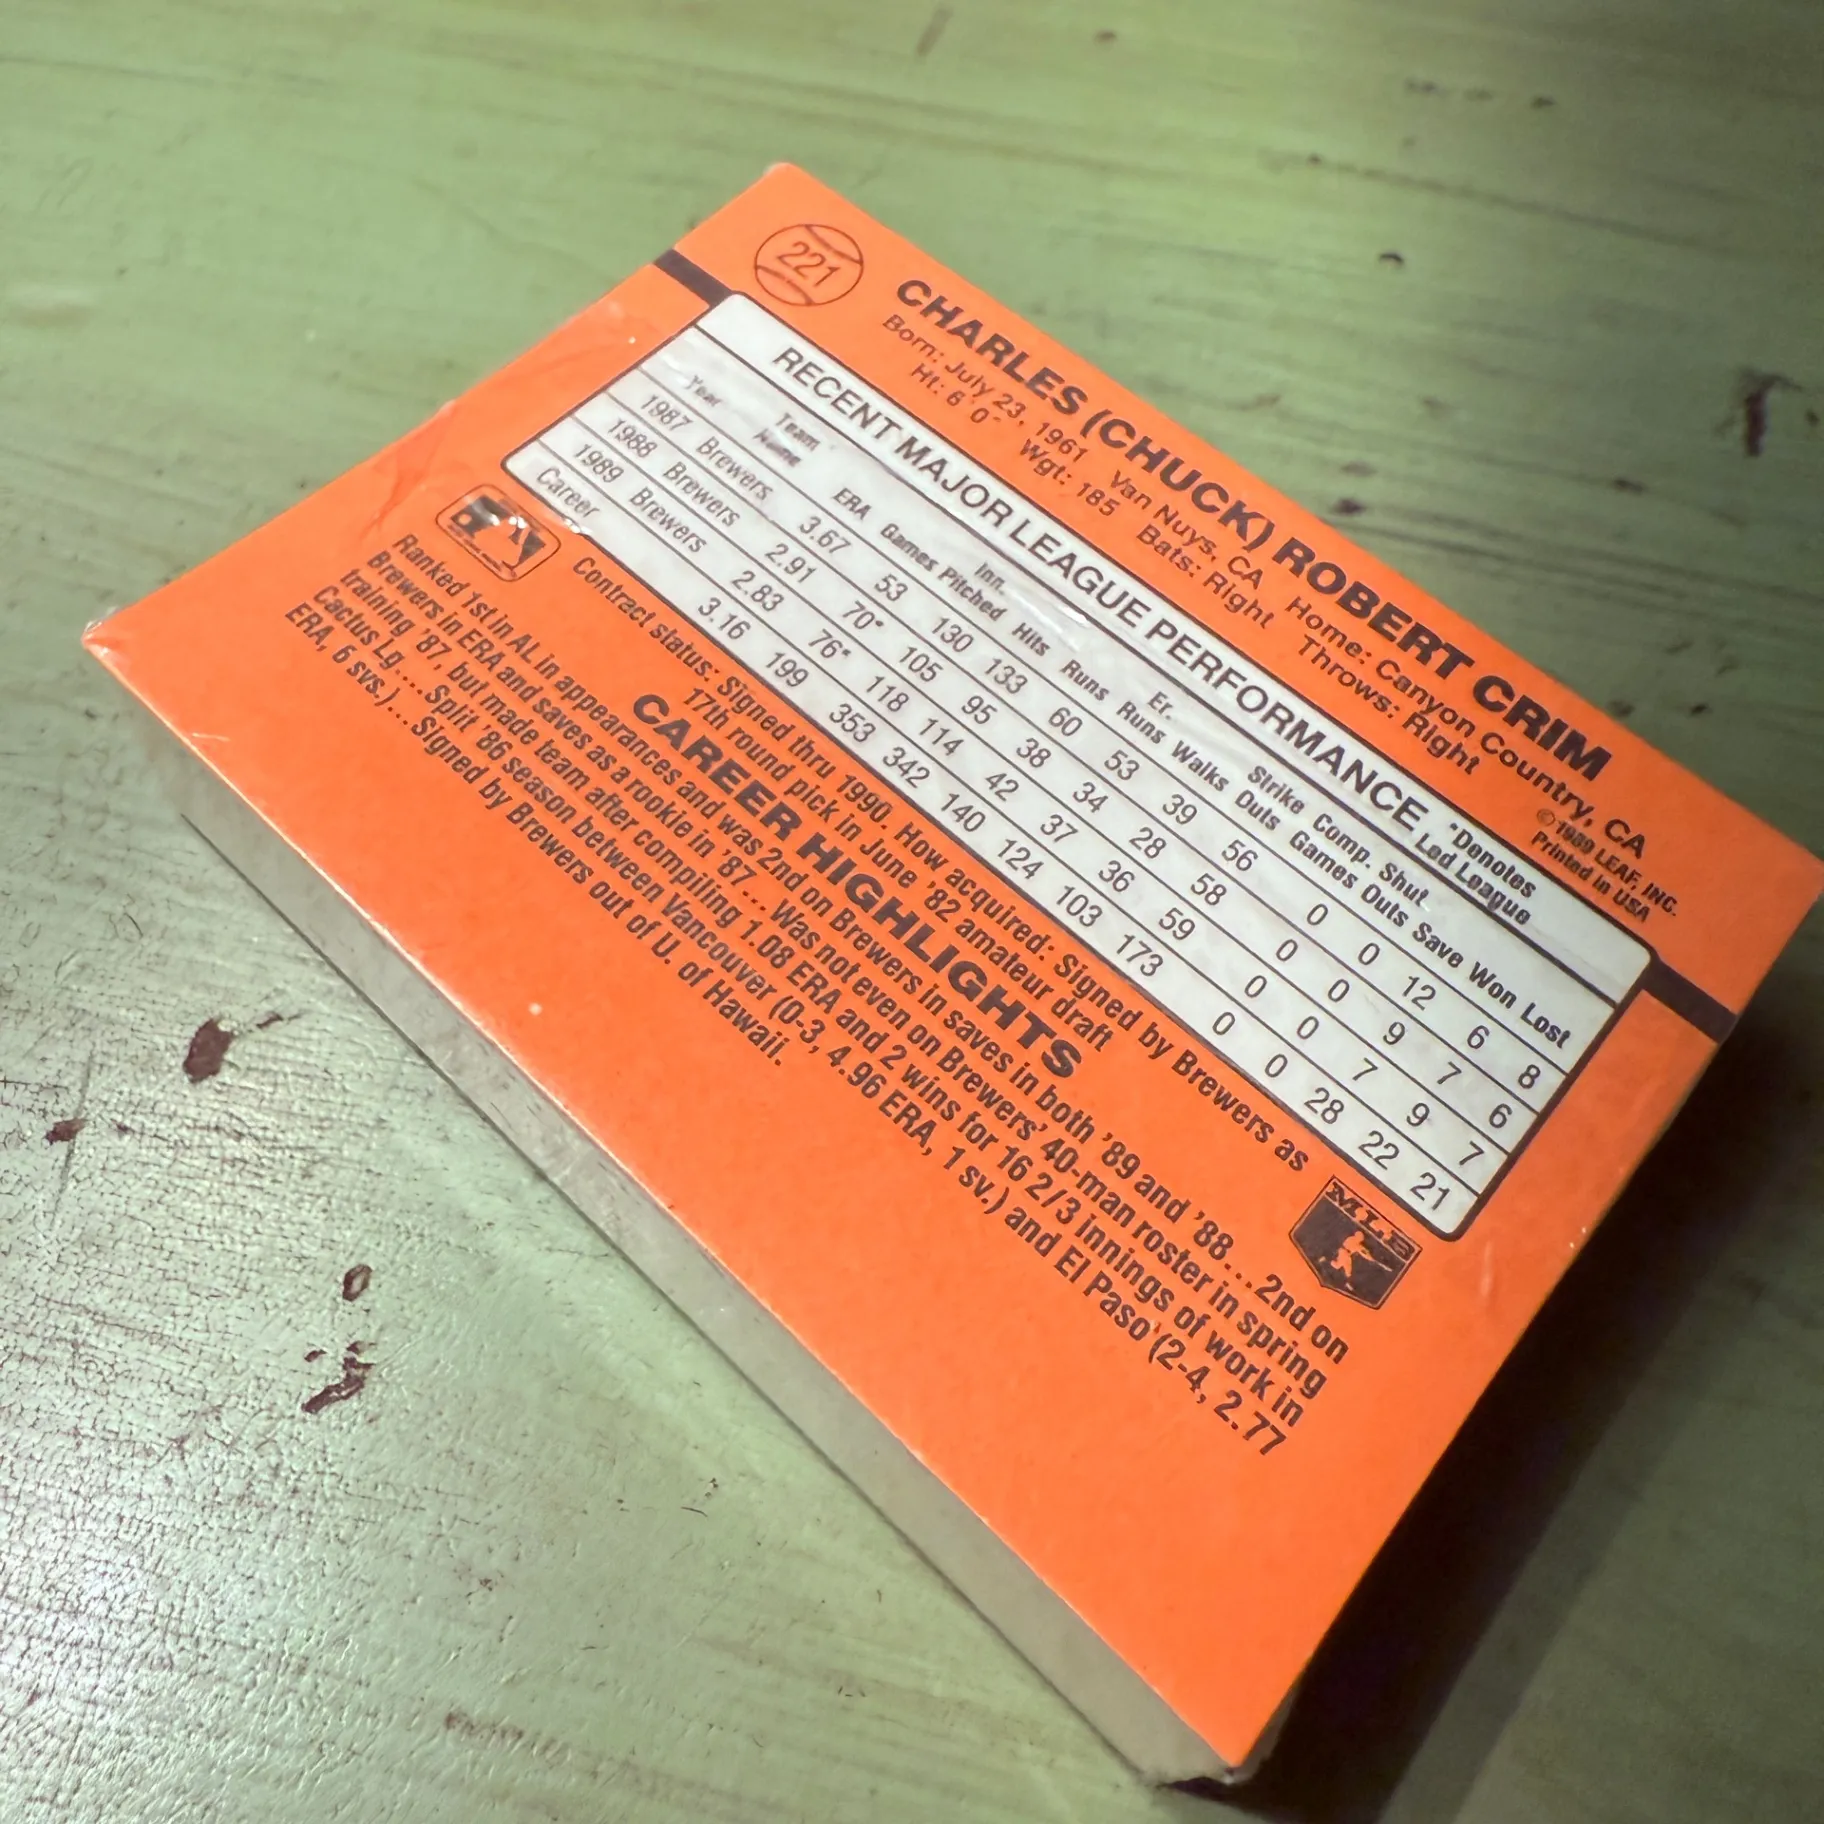 221
CHARLES (CHUCK) ROBERT CRIM
Born: July 23, 1961 Van Nuys, CA Home: Canyon Country, CA
Ht: 6'0" Wgt: 185 Bats: Right Throws: Right
©1989 LEAF, INC.
Printed in USA
RECENT MAJOR LEAGUE PERFORMANCE *Denotes Led League
Year Team Name ERA Games Inn. Pitched Hits Runs Er. Runs Walks Strike Outs Comp. Games Shut Outs Save Won Lost
1987 Brewers 3.67 53 130 133 60 53 39 56 0 0 12 6 8
1988 Brewers 2.91 70* 105 95 38 34 28 58 0 0 9 7 6
1989 Brewers 2.83 76* 118 114 42 37 36 59 0 0 7 9 7
Career 3.16 199 353 342 140 124 103 173 0 0 28 22 21
Contract status: Signed thru 1990. How acquired: Signed by Brewers as
17th round pick in June '82 amateur draft
MLB
CAREER HIGHLIGHTS
Ranked 1st in AL in appearances and was 2nd on Brewers in saves in both '89 and '88...2nd on
Brewers in ERA and saves as a rookie in '87...Was not even on Brewers' 40-man roster in spring
training '87, but made team after compiling 1.08 ERA and 2 wins for 16 2/3 innings of work in
Cactus Lg....Split '86 season between Vancouver (0-3, 4.96 ERA, 1 sv.) and El Paso (2-4, 2.77
ERA, 6 svs.)...Signed by Brewers out of U. of Hawaii.